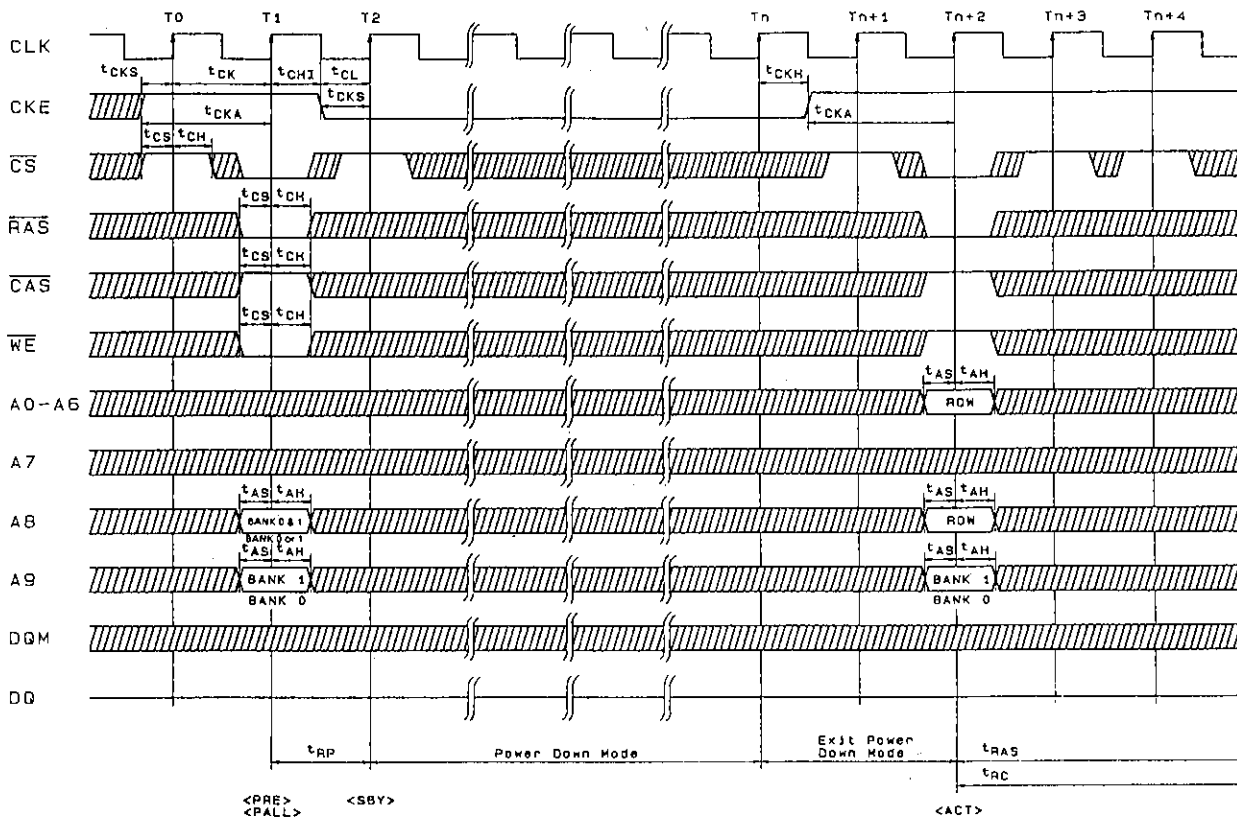 T0 T1 T2 Tn Tn+1 Tn+2 Tn+3 Tn+4
CLK
tCKS tCK tCHI tCL tCKH
CKE tCKS
tCKA tCKA
tCS tCH
CS
tCS tCH
RAS
tCS tCH
CAS
tCS tCH
WE
tAS tAH
A0-A6 ROW
A7
tAS tAH tAS tAH
A8 BANK 0 & 1 ROW
BANK 0 or 1
tAS tAH tAS tAH
A9 BANK 1 BANK 1
BANK 0 BANK 0
DQM
DQ
tRP Power Down Mode Exit Power
Down Mode tRAS
tRC
<PRE> <SBY>
<PALL> <ACT>